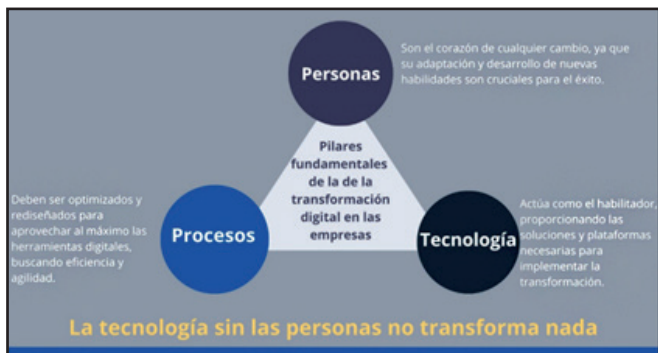 Personas
Son el corazón de cualquier cambio, ya que
su adaptación y desarrollo de nuevas
habilidades son cruciales para el éxito.
Pilares
fundamentales
de la de la
transformación
digital en las
empresas
Deben ser optimizados y
rediseñados para
aprovechar al máximo las
herramientas digitales,
buscando eficiencia y
agilidad.
Procesos
Tecnología
Actúa como el habilitador,
proporcionando las
soluciones y plataformas
necesarias para
implementar la
transformación.
La tecnología sin las personas no transforma nada